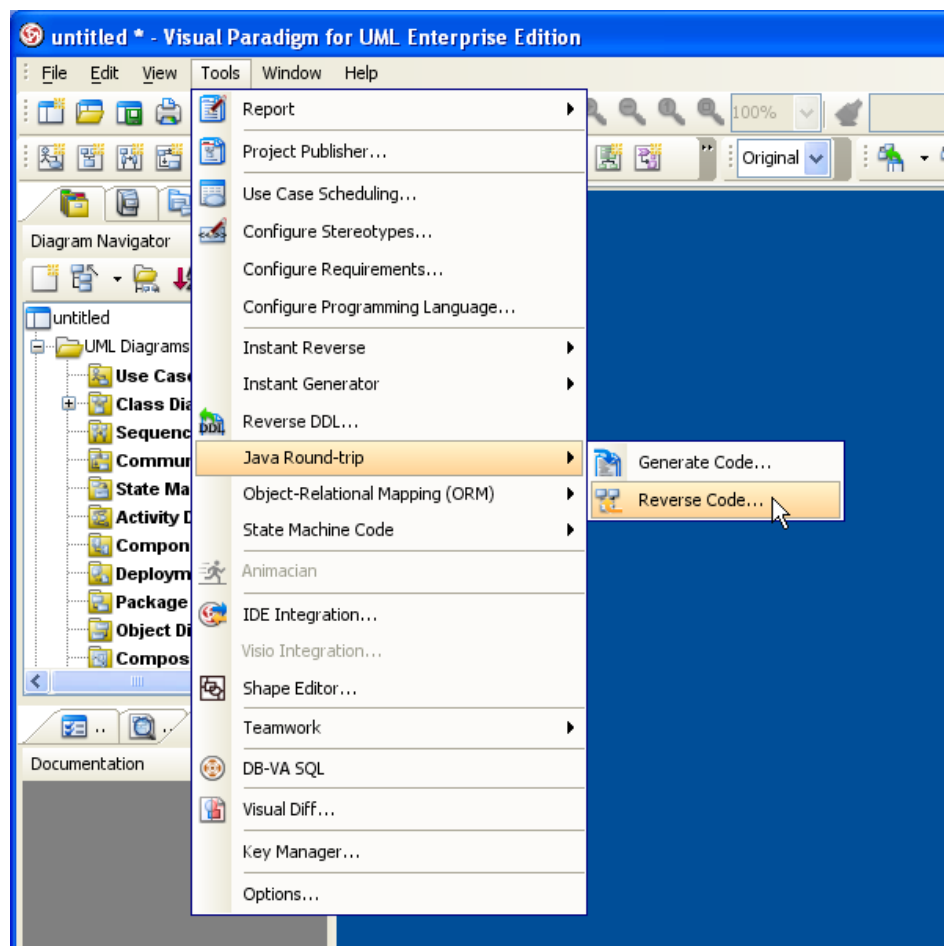 untitled * - Visual Paradigm for UML Enterprise Edition
File Edit View Tools Window Help
100%
Original
Diagram Navigator
untitled
UML Diagrams
Use Case
Class Dia
Sequenc
Commun
State Ma
Activity D
Compon
Deploym
Package
Object Di
Compos
..
..
Documentation
Report
Project Publisher...
Use Case Scheduling...
Configure Stereotypes...
Configure Requirements...
Configure Programming Language...
Instant Reverse
Instant Generator
DDL
Reverse DDL...
Java Round-trip
Object-Relational Mapping (ORM)
State Machine Code
Animacian
IDE Integration...
Visio Integration...
Shape Editor...
Teamwork
DB-VA SQL
Visual Diff...
Key Manager...
Options...
Generate Code...
Reverse Code...